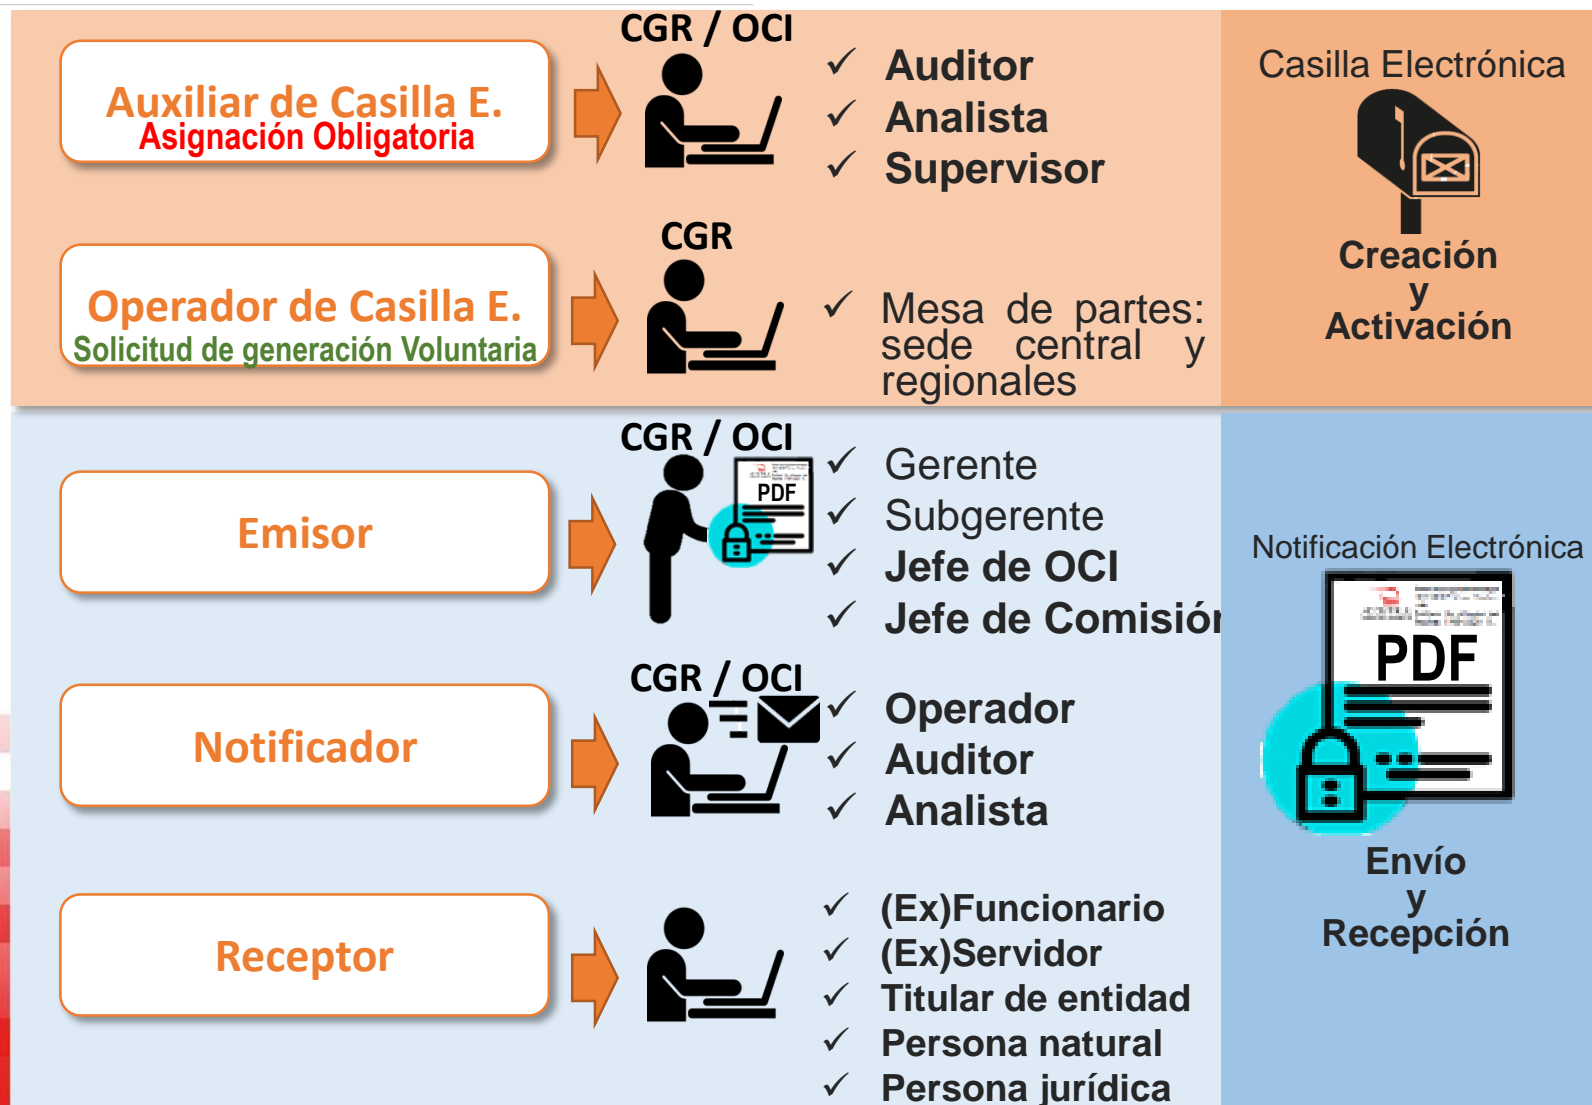 CGR / OCI
Auxiliar de Casilla E.
Asignación Obligatoria
✓ Auditor
✓ Analista
✓ Supervisor
Casilla Electrónica
Creación
y
Activación
CGR
Operador de Casilla E.
Solicitud de generación Voluntaria
✓ Mesa de partes:
sede central y
regionales
CGR / OCI
Emisor
PDF
✓ Gerente
✓ Subgerente
✓ Jefe de OCI
✓ Jefe de Comisión
Notificación Electrónica
PDF
Envío
y
Recepción
CGR / OCI
Notificador
✓ Operador
✓ Auditor
✓ Analista
Receptor
✓ (Ex)Funcionario
✓ (Ex)Servidor
✓ Titular de entidad
✓ Persona natural
✓ Persona jurídica